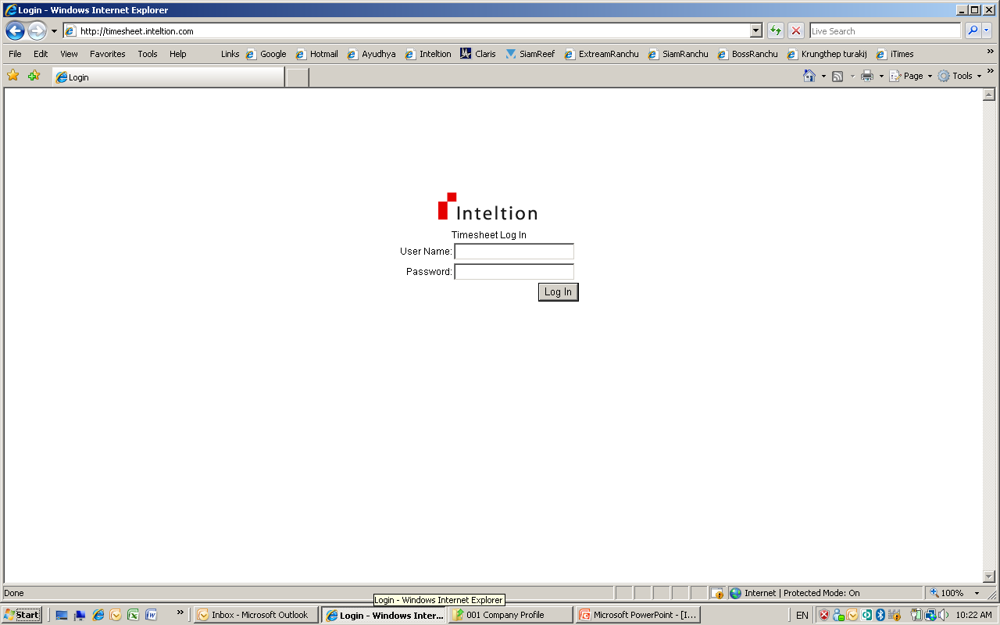 Login - Windows Internet Explorer
http://timesheet.inteltion.com
Live Search
File Edit View Favorites Tools Help Links Google Hotmail Ayudhya Inteltion Claris SiamReef ExtreamRanchu SiamRanchu BossRanchu Krungthep turakij iTimes
Login
Page Tools
Inteltion
Timesheet Log In
User Name:
Password:
Log In
Done
Internet | Protected Mode: On
100%
Login - Windows Internet Explorer
Start
Inbox - Microsoft Outlook
Login - Windows Inter...
001 Company Profile
Microsoft PowerPoint - [I...
EN
10:22 AM